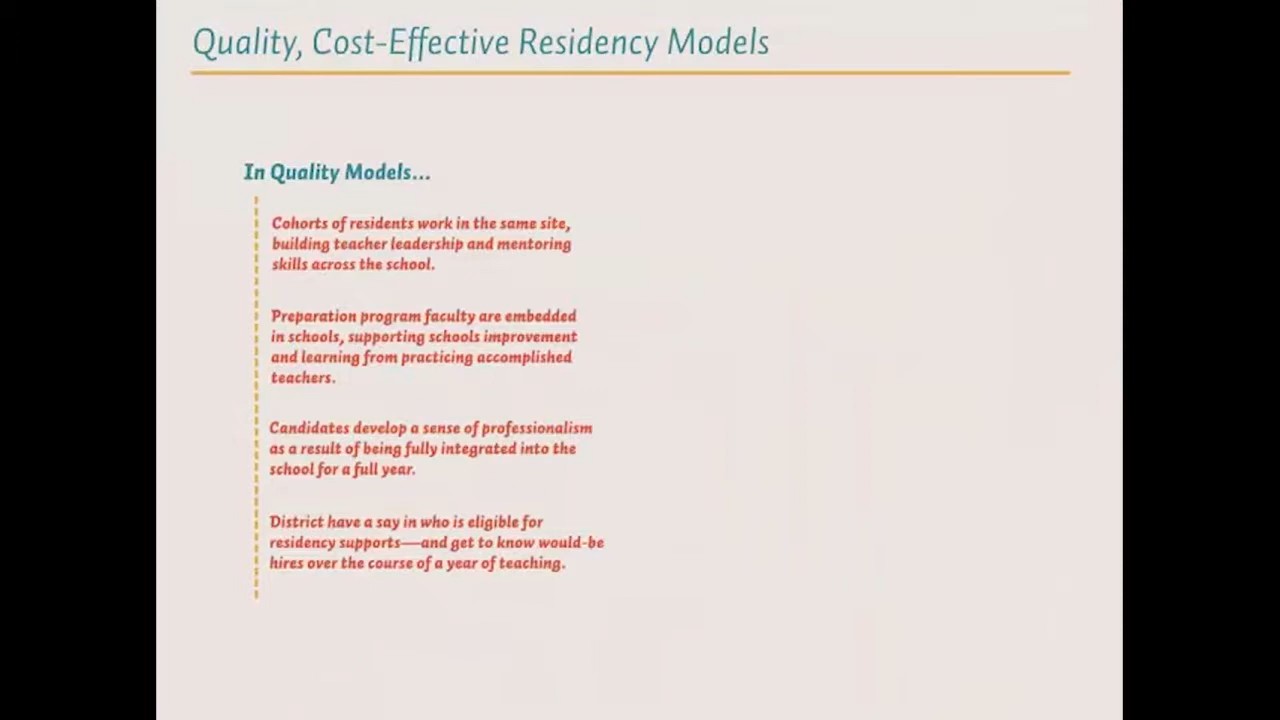 Quality, Cost-Effective Residency Models
In Quality Models...
Cohorts of residents work in the same site,
building teacher leadership and mentoring
skills across the school.
Preparation program faculty are embedded
in schools, supporting schools improvement
and learning from practicing accomplished
teachers.
Candidates develop a sense of professionalism
as a result of being fully integrated into the
school for a full year.
District have a say in who is eligible for
residency supports—and get to know would-be
hires over the course of a year of teaching.